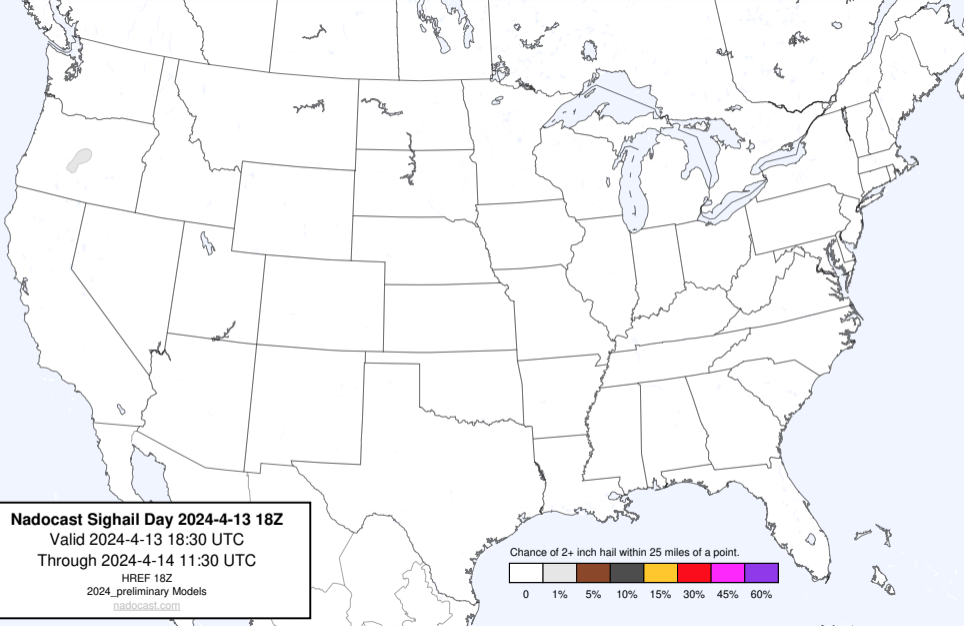 Nadocast Sighail Day 2024-4-13 18Z
Valid 2024-4-13 18:30 UTC
Through 2024-4-14 11:30 UTC
HREF 18Z
2024_preliminary Models
nadocast.com
Chance of 2+ inch hail within 25 miles of a point.
0 1% 5% 10% 15% 30% 45% 60%